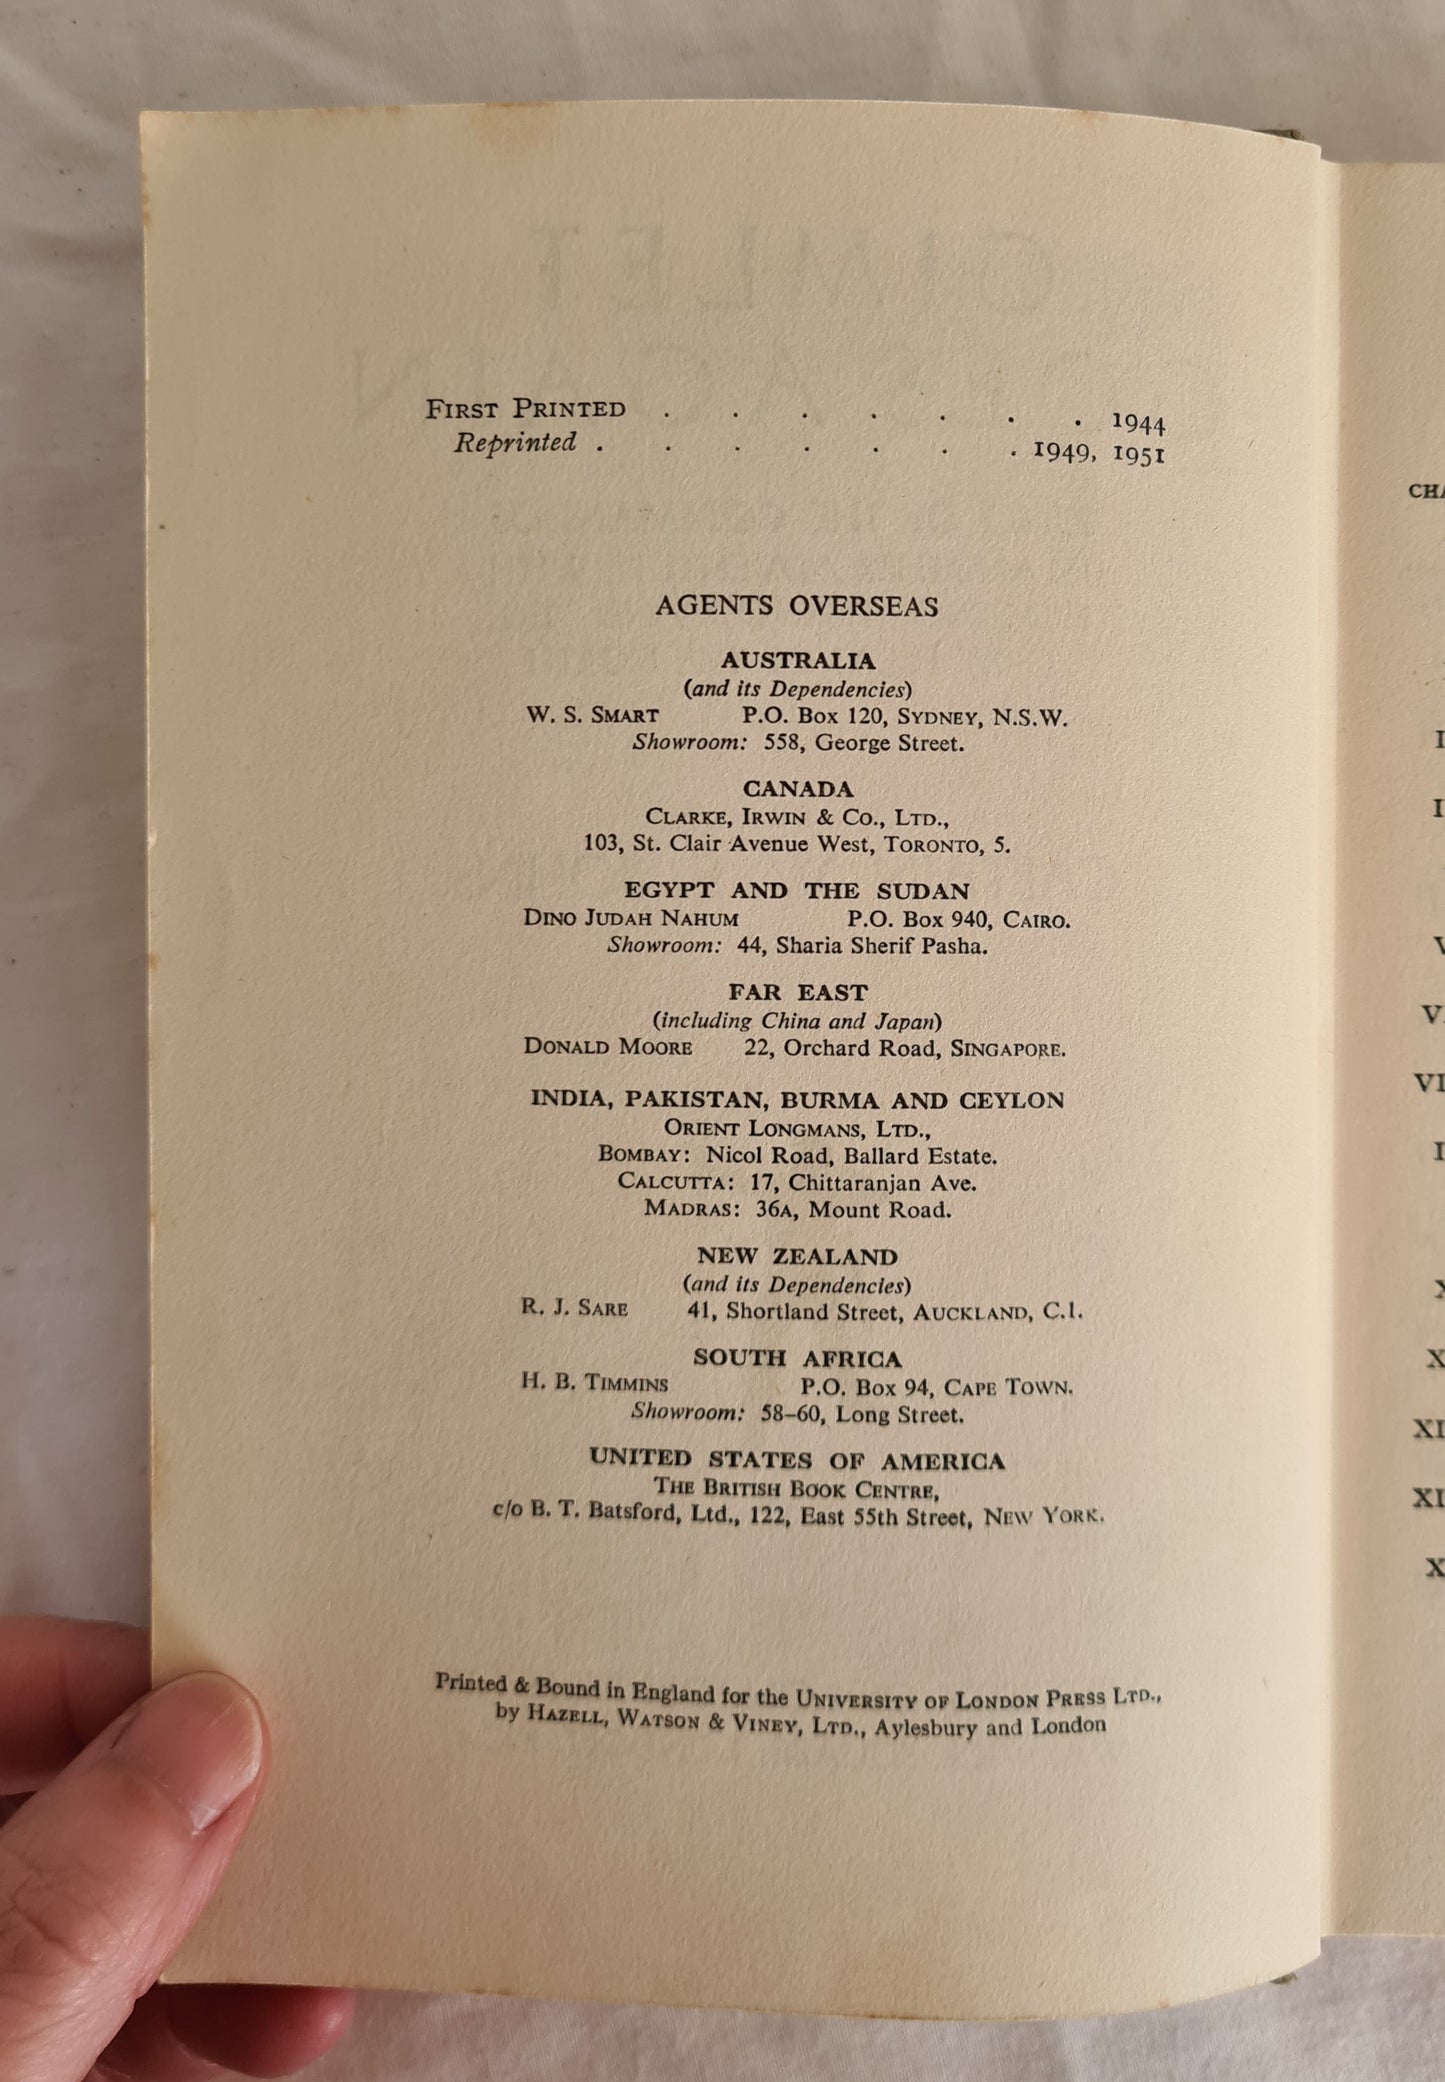 FIRST PRINTED . . . . . . . 1944
Reprinted . . . . . . . 1949, 1951
AGENTS OVERSEAS
AUSTRALIA
(and its Dependencies)
W. S. SMART P.O. Box 120, SYDNEY, N.S.W.
Showroom: 558, George Street.
CANADA
CLARKE, IRWIN & CO., LTD.,
103, St. Clair Avenue West, TORONTO, 5.
EGYPT AND THE SUDAN
DINO JUDAH NAHUM P.O. Box 940, CAIRO.
Showroom: 44, Sharia Sherif Pasha.
FAR EAST
(including China and Japan)
DONALD MOORE 22, Orchard Road, SINGAPORE.
INDIA, PAKISTAN, BURMA AND CEYLON
ORIENT LONGMANS, LTD.,
BOMBAY: Nicol Road, Ballard Estate.
CALCUTTA: 17, Chittaranjan Ave.
MADRAS: 36A, Mount Road.
NEW ZEALAND
(and its Dependencies)
R. J. SARE 41, Shortland Street, AUCKLAND, C.1.
SOUTH AFRICA
H. B. TIMMINS P.O. Box 94, CAPE TOWN.
Showroom: 58–60, Long Street.
UNITED STATES OF AMERICA
THE BRITISH BOOK CENTRE,
c/o B. T. Batsford, Ltd., 122, East 55th Street, NEW YORK.
Printed & Bound in England for the UNIVERSITY OF LONDON PRESS LTD.,
by HAZELL, WATSON & VINEY, LTD., Aylesbury and London